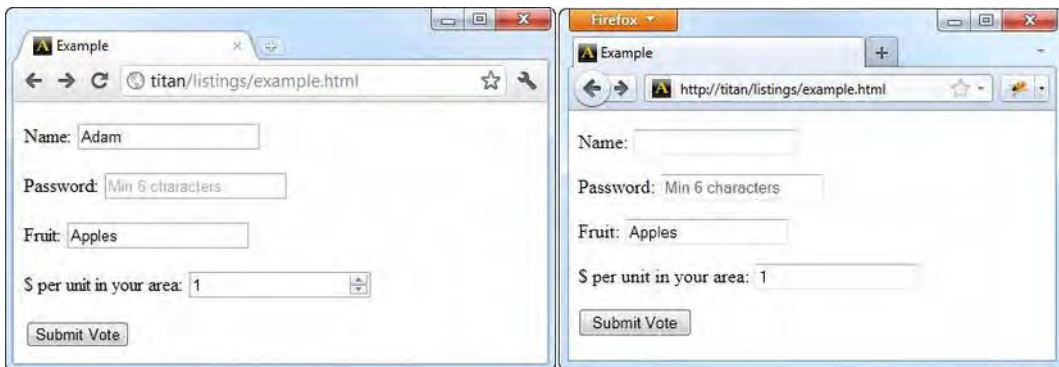 Example
titan/listings/example.html
Name: Adam
Password: Min 6 characters
Fruit: Apples
$ per unit in your area: 1
Submit Vote
Firefox
Example
http://titan/listings/example.html
Name:
Password: Min 6 characters
Fruit: Apples
$ per unit in your area: 1
Submit Vote